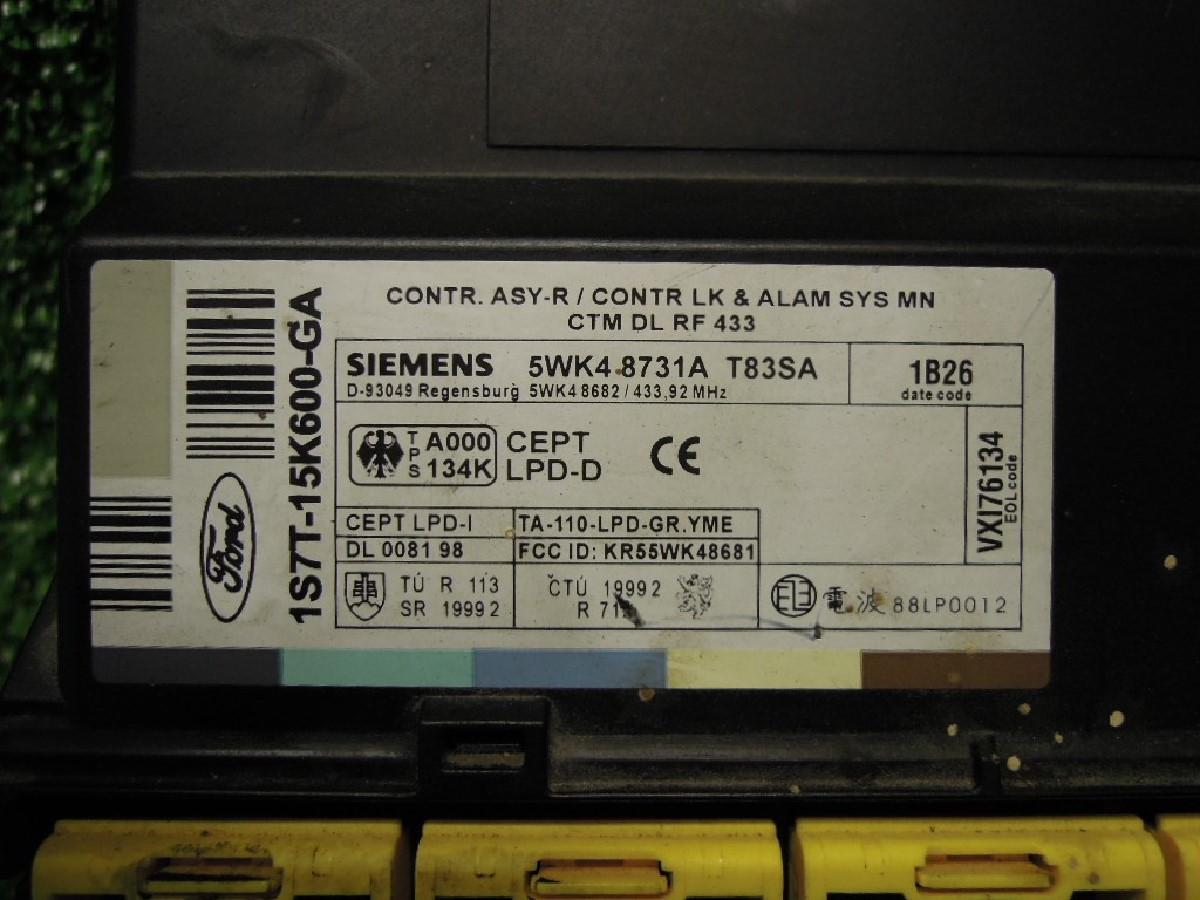 CONTR. ASY-R / CONTR LK & ALAM SYS MN
CTM DL RF 433
1S7T-15K600-GA
Ford
SIEMENS 5WK4 8731A T83SA
D-93049 Regensburg 5WK4 8682 / 433,92 MHz
1B26
date code
TPS A000 134K
CEPT
LPD-D
CE
VXI76134
EOL code
CEPT LPD-I
TA-110-LPD-GR.YME
DL 0081 98
FCC ID: KR55WK48681
TÚ R 113
SR 1999 2
ČTÚ 1999 2
R
電波 88LP0012